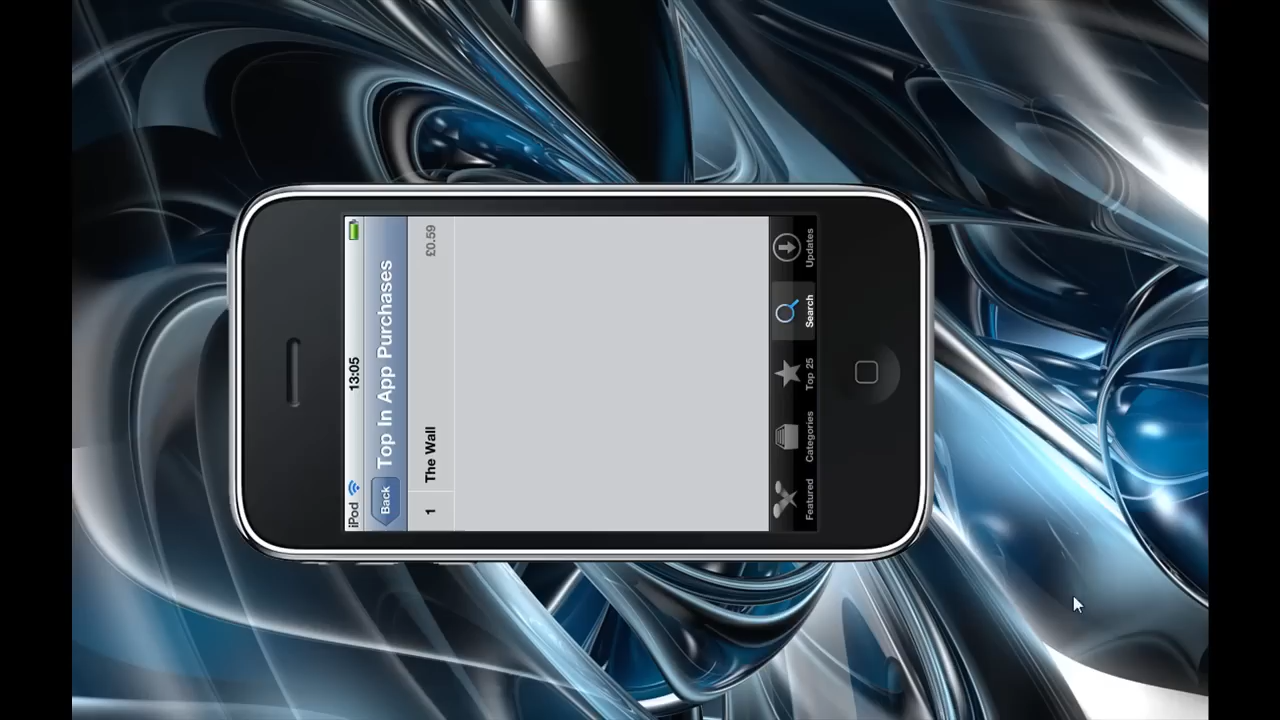 iPod 13:05
Back Top In App Purchases
1 The Wall £0.59
Featured Categories Top 25 Search Updates